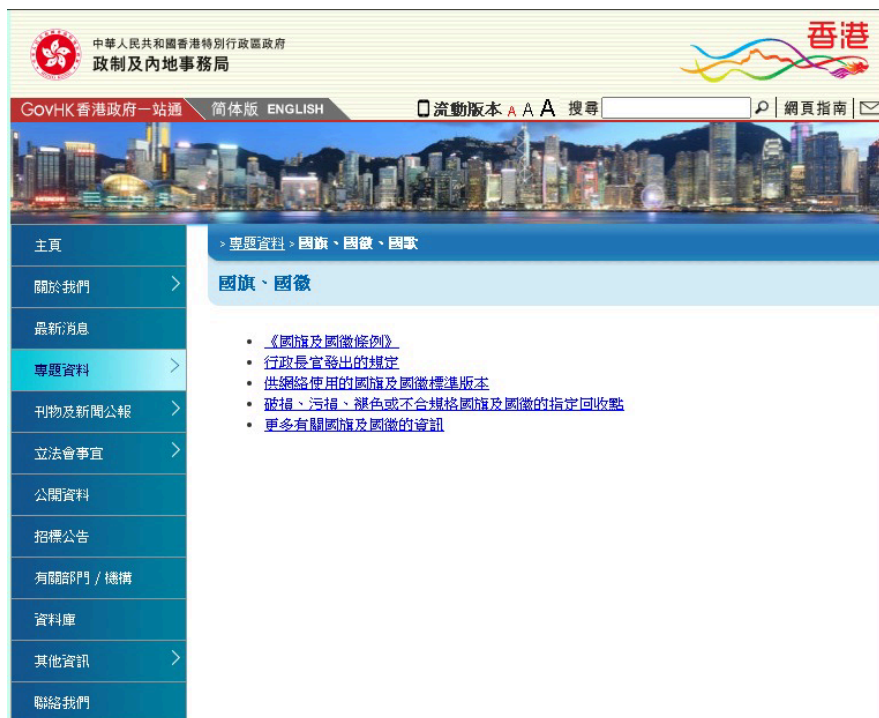 中華人民共和國香港特別行政區政府
政制及內地事務局
香港
GovHK 香港政府一站通 简体版 ENGLISH 流動版本 A A A 搜尋 網頁指南
主頁
關於我們
最新消息
專題資料
刊物及新聞公報
立法會事宜
公開資料
招標公告
有關部門 / 機構
資料庫
其他資訊
聯絡我們
> 專題資料 > 國旗、國徽、國歌
國旗、國徽
• 《國旗及國徽條例》
• 行政長官發出的規定
• 供網絡使用的國旗及國徽標準版本
• 破損、污損、褪色或不合規格國旗及國徽的指定回收點
• 更多有關國旗及國徽的資訊